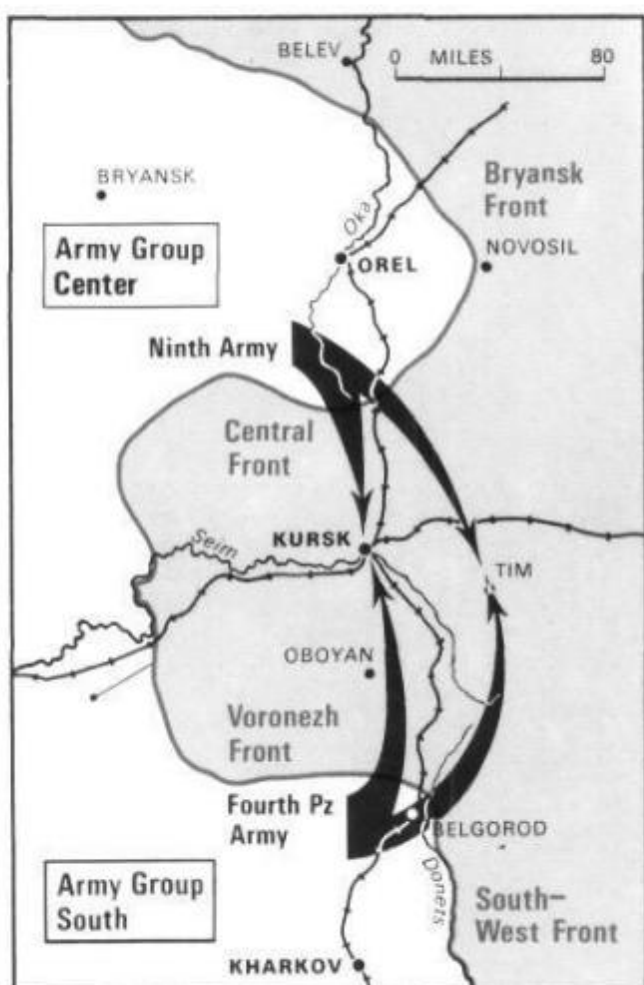 BELEV
0 MILES 80
BRYANSK
Bryansk
Front
Oka
Army Group
Center
OREL
NOVOSIL
Ninth Army
Central
Front
Seim
KURSK
TIM
OBOYAN
Voronezh
Front
Fourth Pz
Army
BELGOROD
Donets
Army Group
South
South-
West Front
KHARKOV